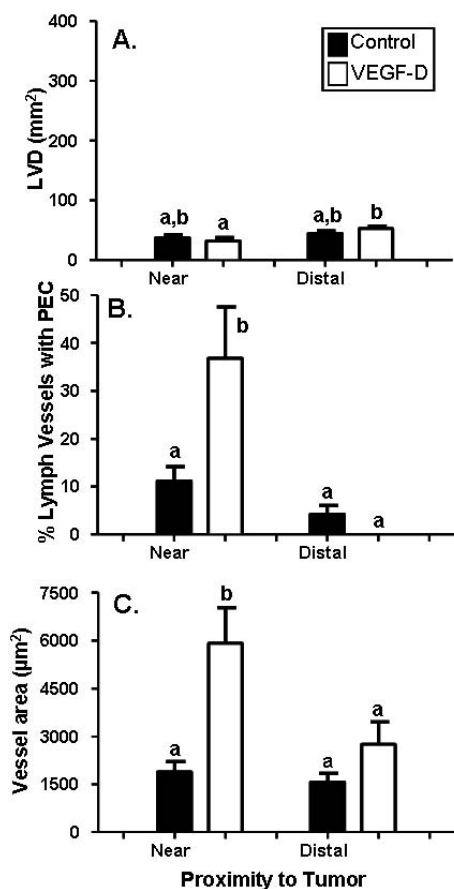 A.
Control
VEGF-D
LVD (mm²)
400
300
200
100
0
a,b
a
a,b
b
Near
Distal
B.
% Lymph Vessels with PEC
50
40
30
20
10
0
a
b
a
a
Near
Distal
C.
Vessel area (µm²)
7500
6000
4500
3000
1500
0
a
b
a
a
Near
Distal
Proximity to Tumor